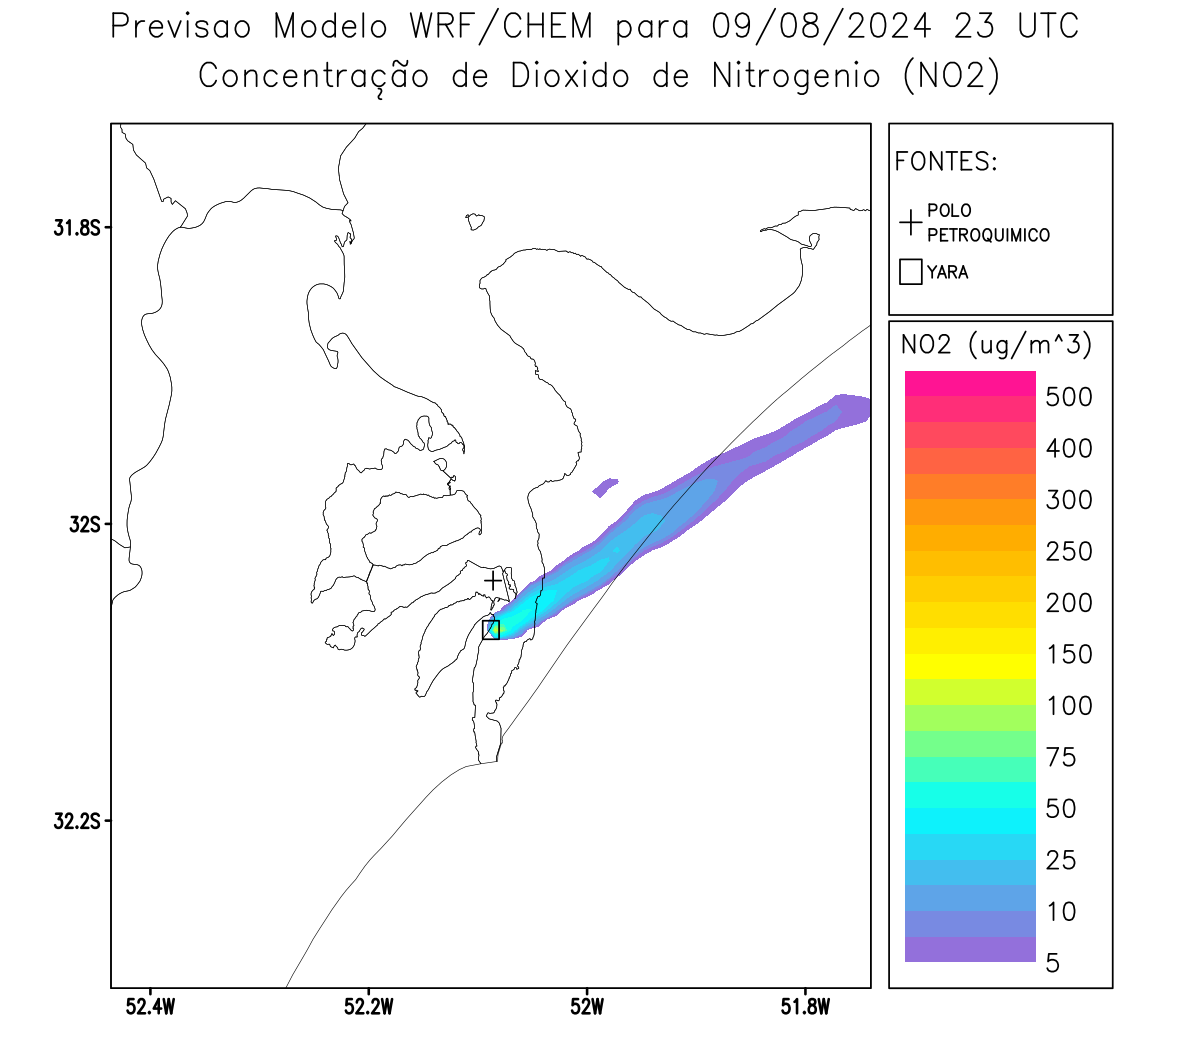 Previsao Modelo WRF/CHEM para 09/08/2024 23 UTC
Concentração de Dioxido de Nitrogenio (NO2)
FONTES:
POLO
PETROQUIMICO
YARA
NO2 (ug/m^3)
500
400
300
250
200
150
100
75
50
25
10
5
31.8S
32S
32.2S
52.4W
52.2W
52W
51.8W